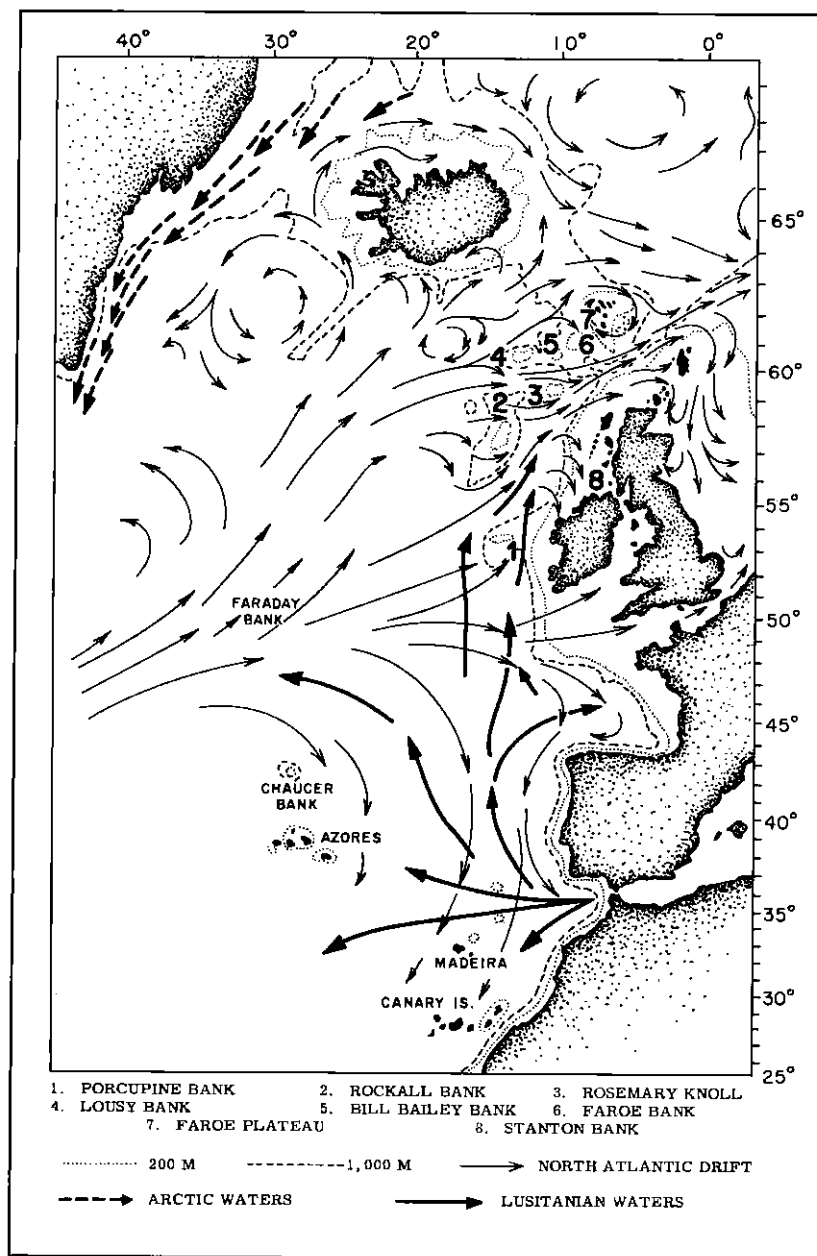 40° 30° 20° 10° 0°
65°
7
4 5 6
60°
2 3
8
55°
1
FARADAY
BANK
50°
45°
CHAUCER
BANK
40°
AZORES
35°
MADEIRA
CANARY IS.
30°
25°
1. PORCUPINE BANK 2. ROCKALL BANK 3. ROSEMARY KNOLL
4. LOUSY BANK 5. BILL BAILEY BANK 6. FAROE BANK
7. FAROE PLATEAU 8. STANTON BANK
200 M 1,000 M NORTH ATLANTIC DRIFT
ARCTIC WATERS LUSITANIAN WATERS